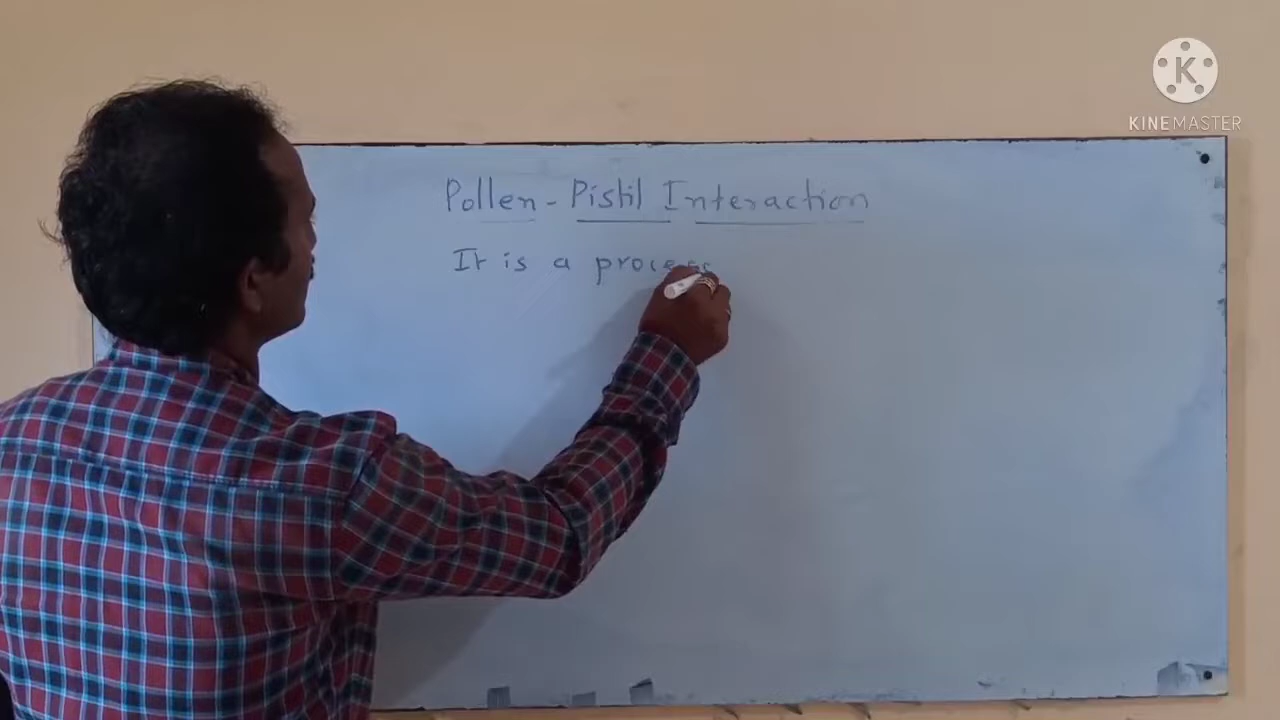 K
KINEMASTER
Pollen - Pistil Interaction
It is a process